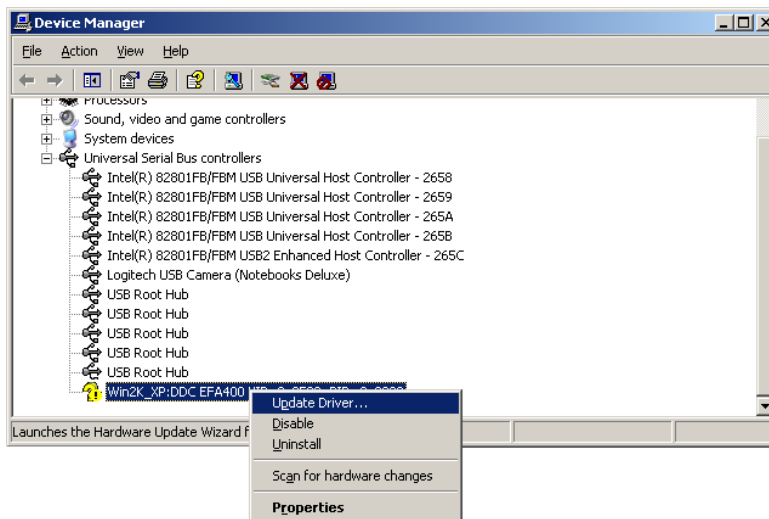 Device Manager
File Action View Help
Processors
Sound, video and game controllers
System devices
Universal Serial Bus controllers
Intel(R) 82801FB/FBM USB Universal Host Controller - 2658
Intel(R) 82801FB/FBM USB Universal Host Controller - 2659
Intel(R) 82801FB/FBM USB Universal Host Controller - 265A
Intel(R) 82801FB/FBM USB Universal Host Controller - 265B
Intel(R) 82801FB/FBM USB2 Enhanced Host Controller - 265C
Logitech USB Camera (Notebooks Deluxe)
USB Root Hub
USB Root Hub
USB Root Hub
USB Root Hub
USB Root Hub
Win2K_XP:DDC EFA400
Update Driver...
Disable
Uninstall
Scan for hardware changes
Properties
Launches the Hardware Update Wizard f